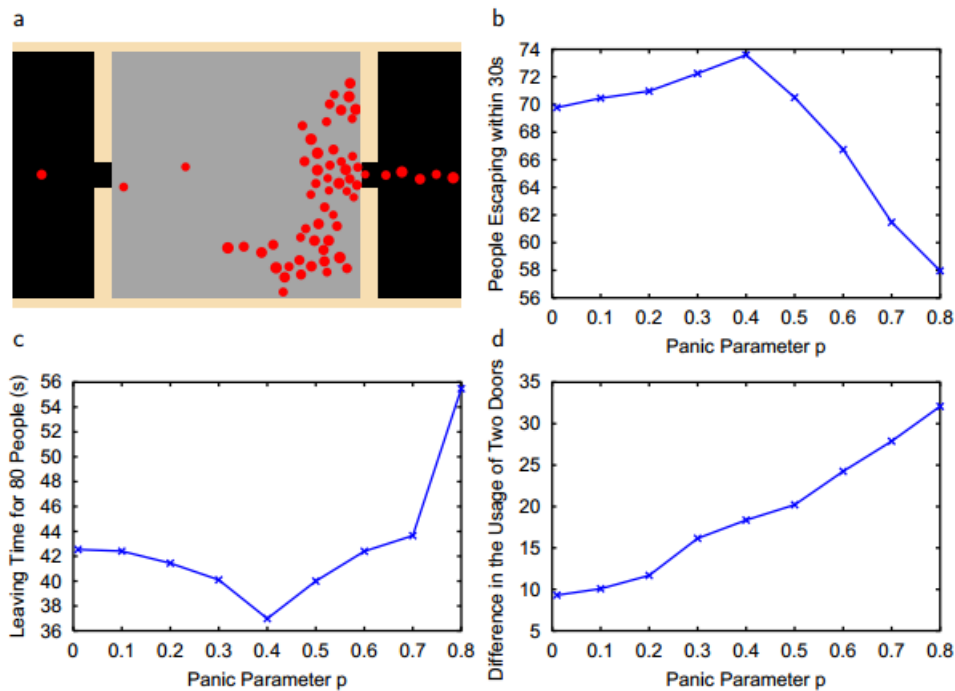 a
b
People Escaping within 30s
74
72
70
68
66
64
62
60
58
56
0 0.1 0.2 0.3 0.4 0.5 0.6 0.7 0.8
Panic Parameter p
c
Leaving Time for 80 People (s)
56
54
52
50
48
46
44
42
40
38
36
0 0.1 0.2 0.3 0.4 0.5 0.6 0.7 0.8
Panic Parameter p
d
Difference in the Usage of Two Doors
35
30
25
20
15
10
5
0 0.1 0.2 0.3 0.4 0.5 0.6 0.7 0.8
Panic Parameter p